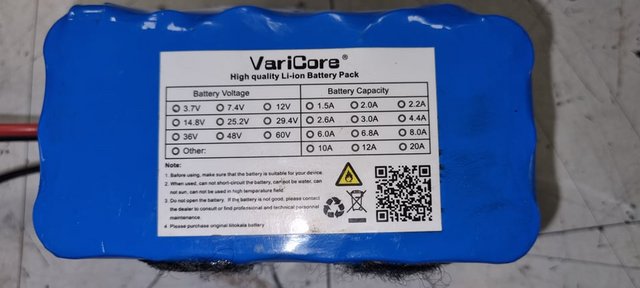 VariCore®
High quality Li-ion Battery Pack
Battery Voltage Battery Capacity
3.7V 7.4V 12V 1.5A 2.0A 2.2A
14.8V 25.2V 29.4V 2.6A 3.0A 4.4A
36V 48V 60V 6.0A 6.8A 8.0A
Other: 10A 12A 20A
Note:
1. Before using, make sure that the battery is suitable for your device.
2. When used, can not short-circuit the battery, can not be water, can
not sun, can not be used in high temperature field.
3. Do not open the battery. If the battery is not good, please contact
the dealer to consult or find professional and technical personnel
maintenance.
4. Please purchase original liitokala battery